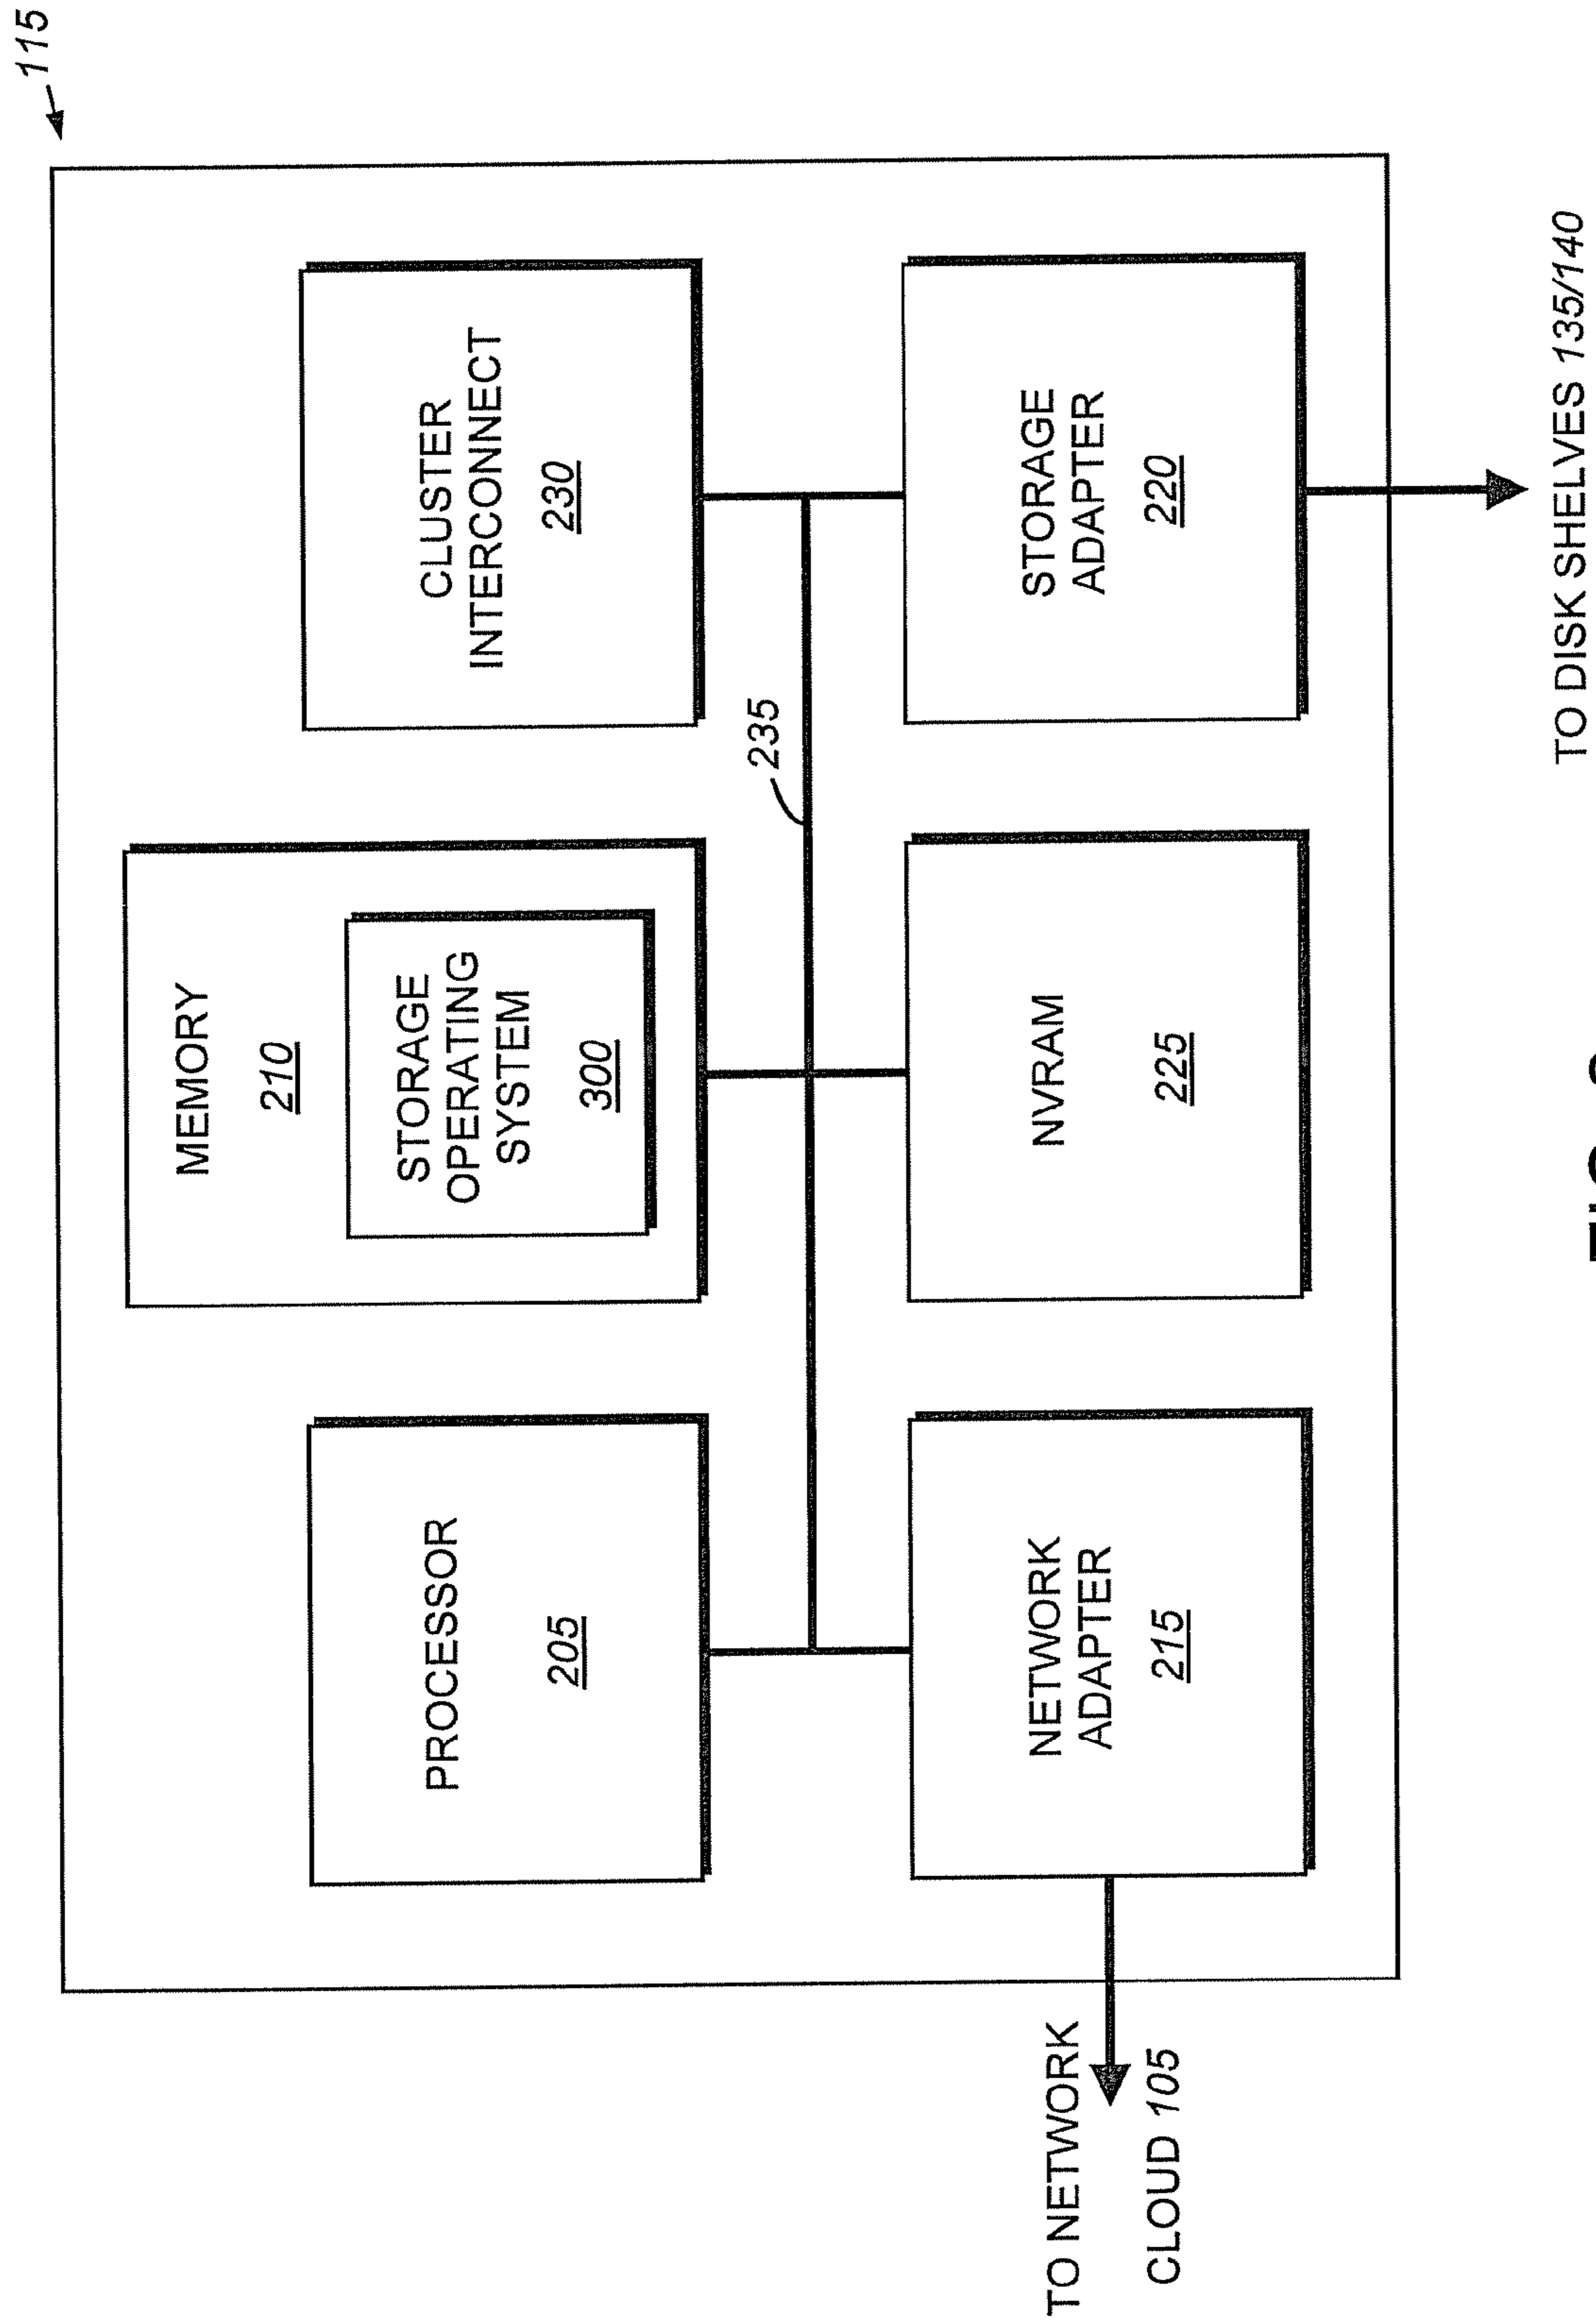 115
PROCESSOR
205
MEMORY
210
STORAGE
OPERATING
SYSTEM
300
CLUSTER
INTERCONNECT
230
235
NETWORK
ADAPTER
215
NVRAM
225
STORAGE
ADAPTER
220
TO NETWORK
CLOUD 105
TO DISK SHELVES 135/140